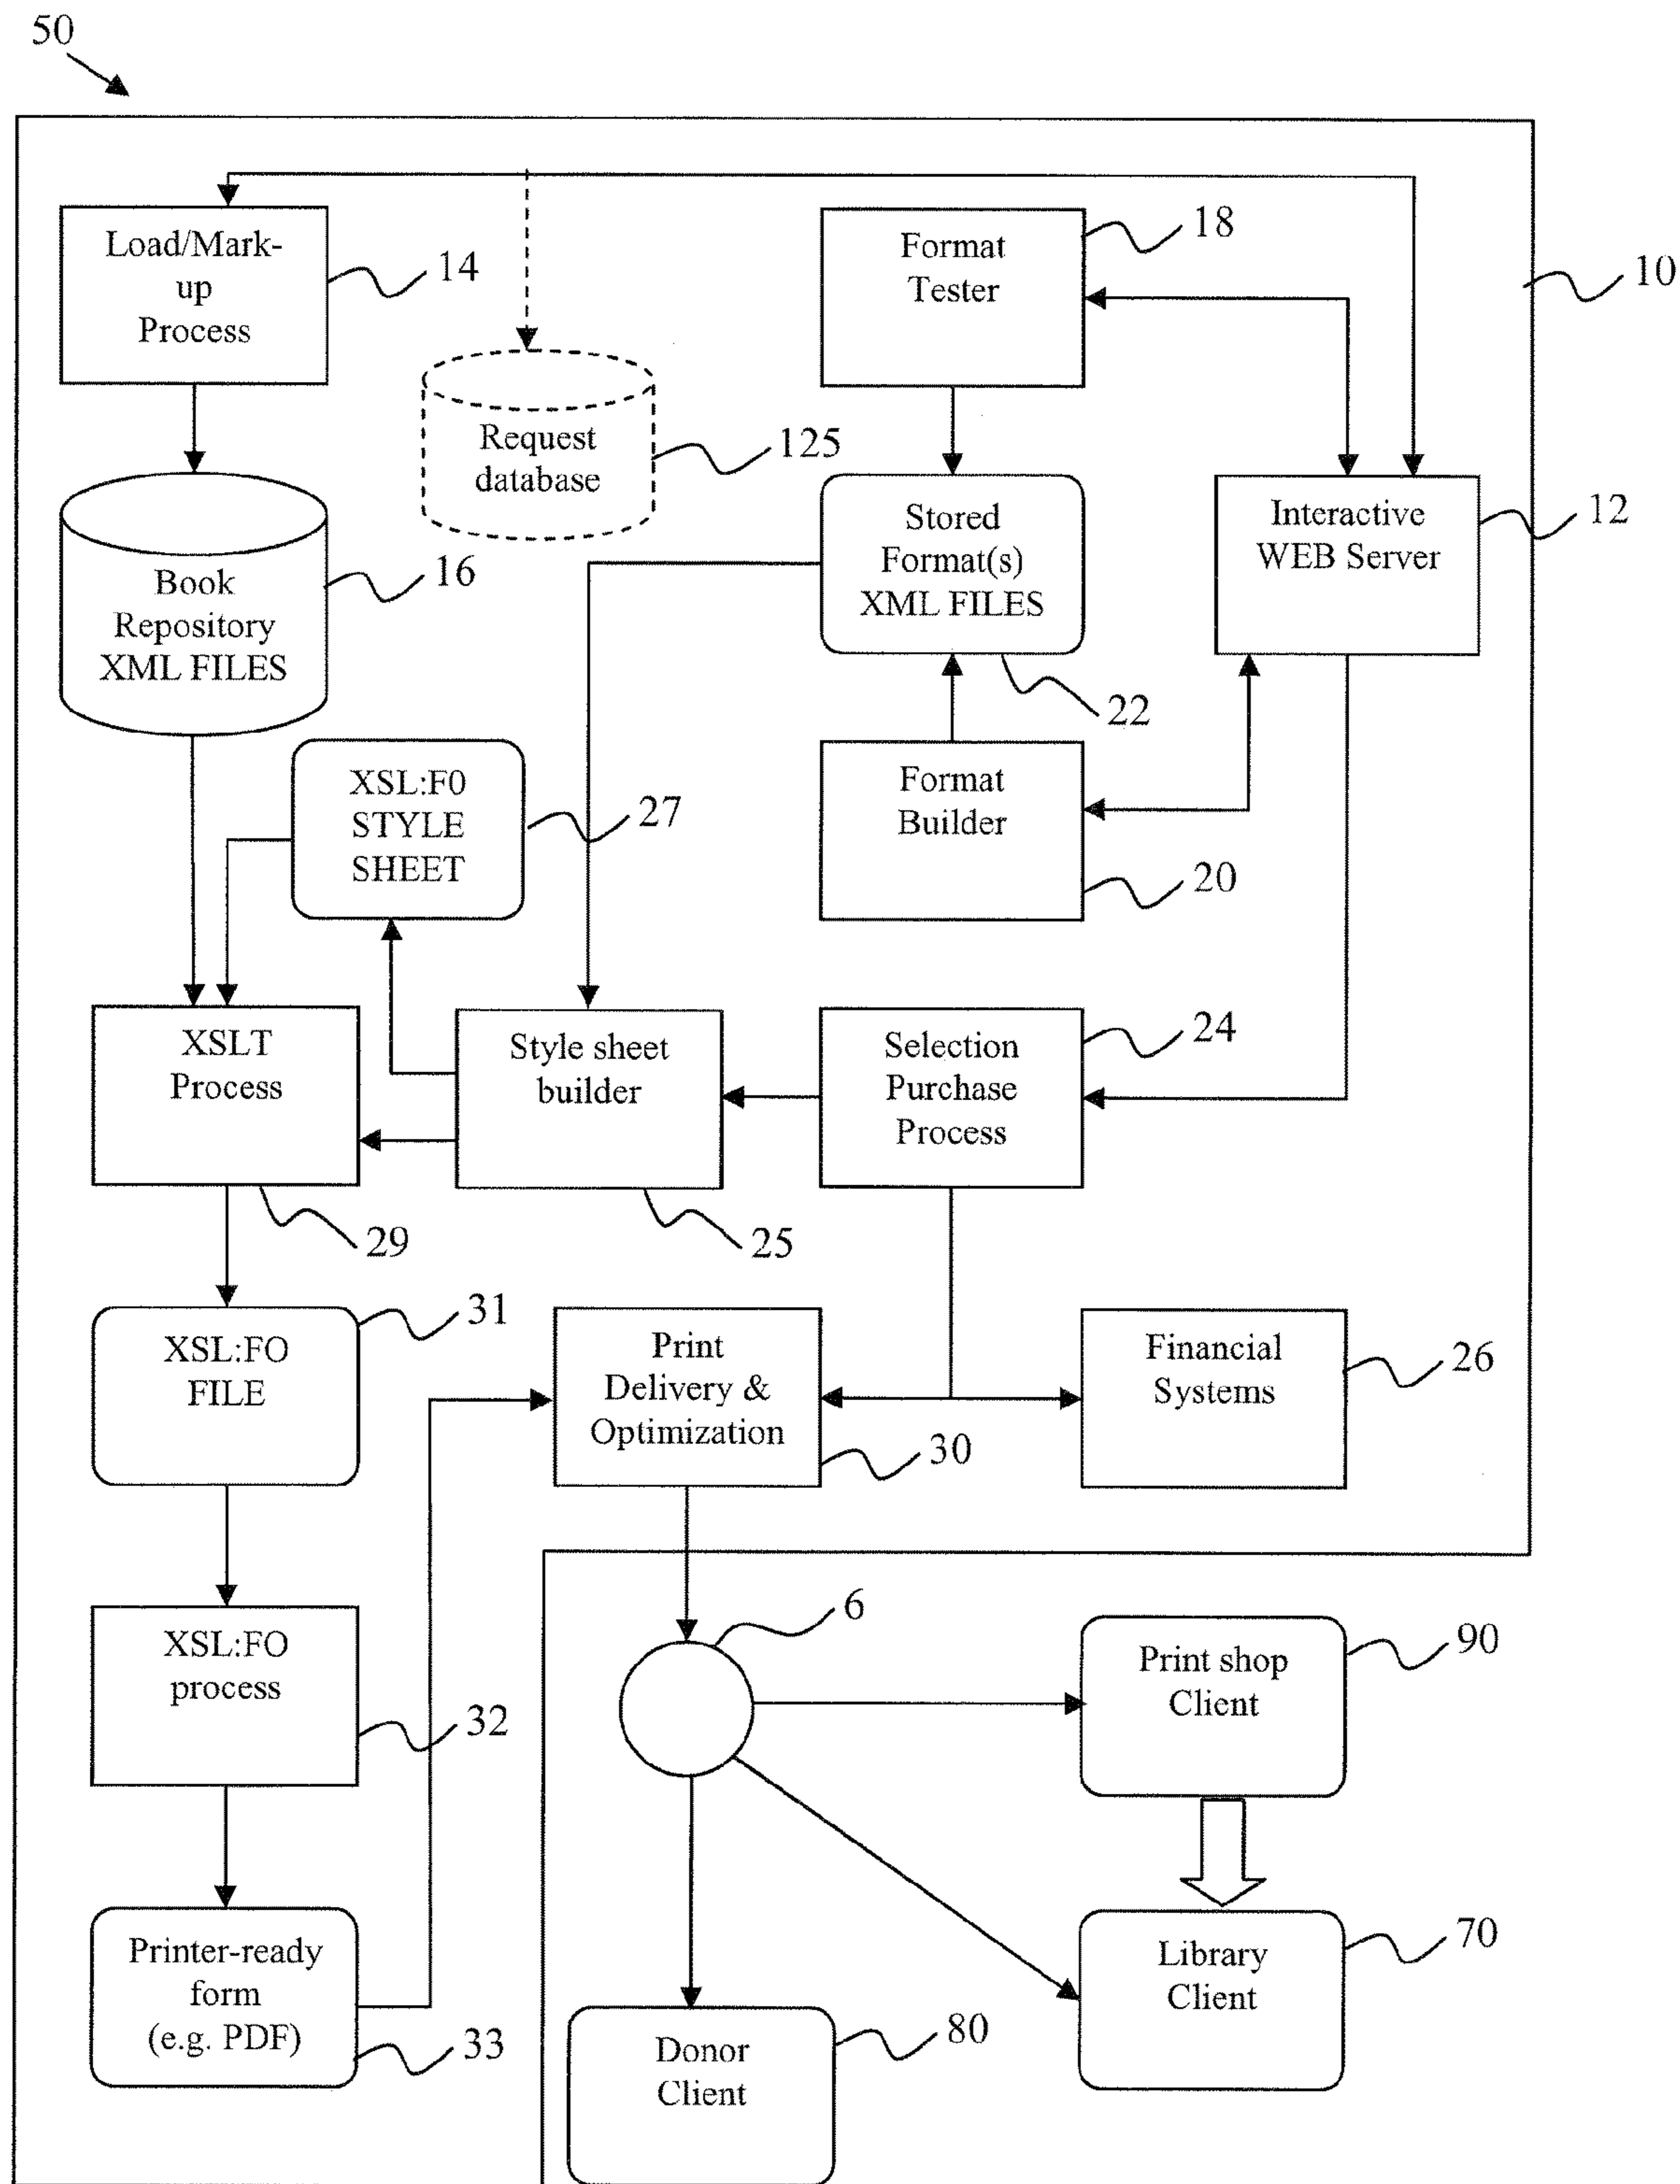 50
Load/Mark-
up
Process
14
Format
Tester
18
10
Request
database
125
Book
Repository
XML FILES
16
Stored
Format(s)
XML FILES
22
Interactive
WEB Server
12
XSL:F0
STYLE
SHEET
27
Format
Builder
20
XSLT
Process
29
Style sheet
builder
25
Selection
Purchase
Process
24
XSL:FO
FILE
31
Print
Delivery &
Optimization
30
Financial
Systems
26
XSL:FO
process
32
6
Print shop
Client
90
Printer-ready
form
(e.g. PDF)
33
Donor
Client
80
Library
Client
70